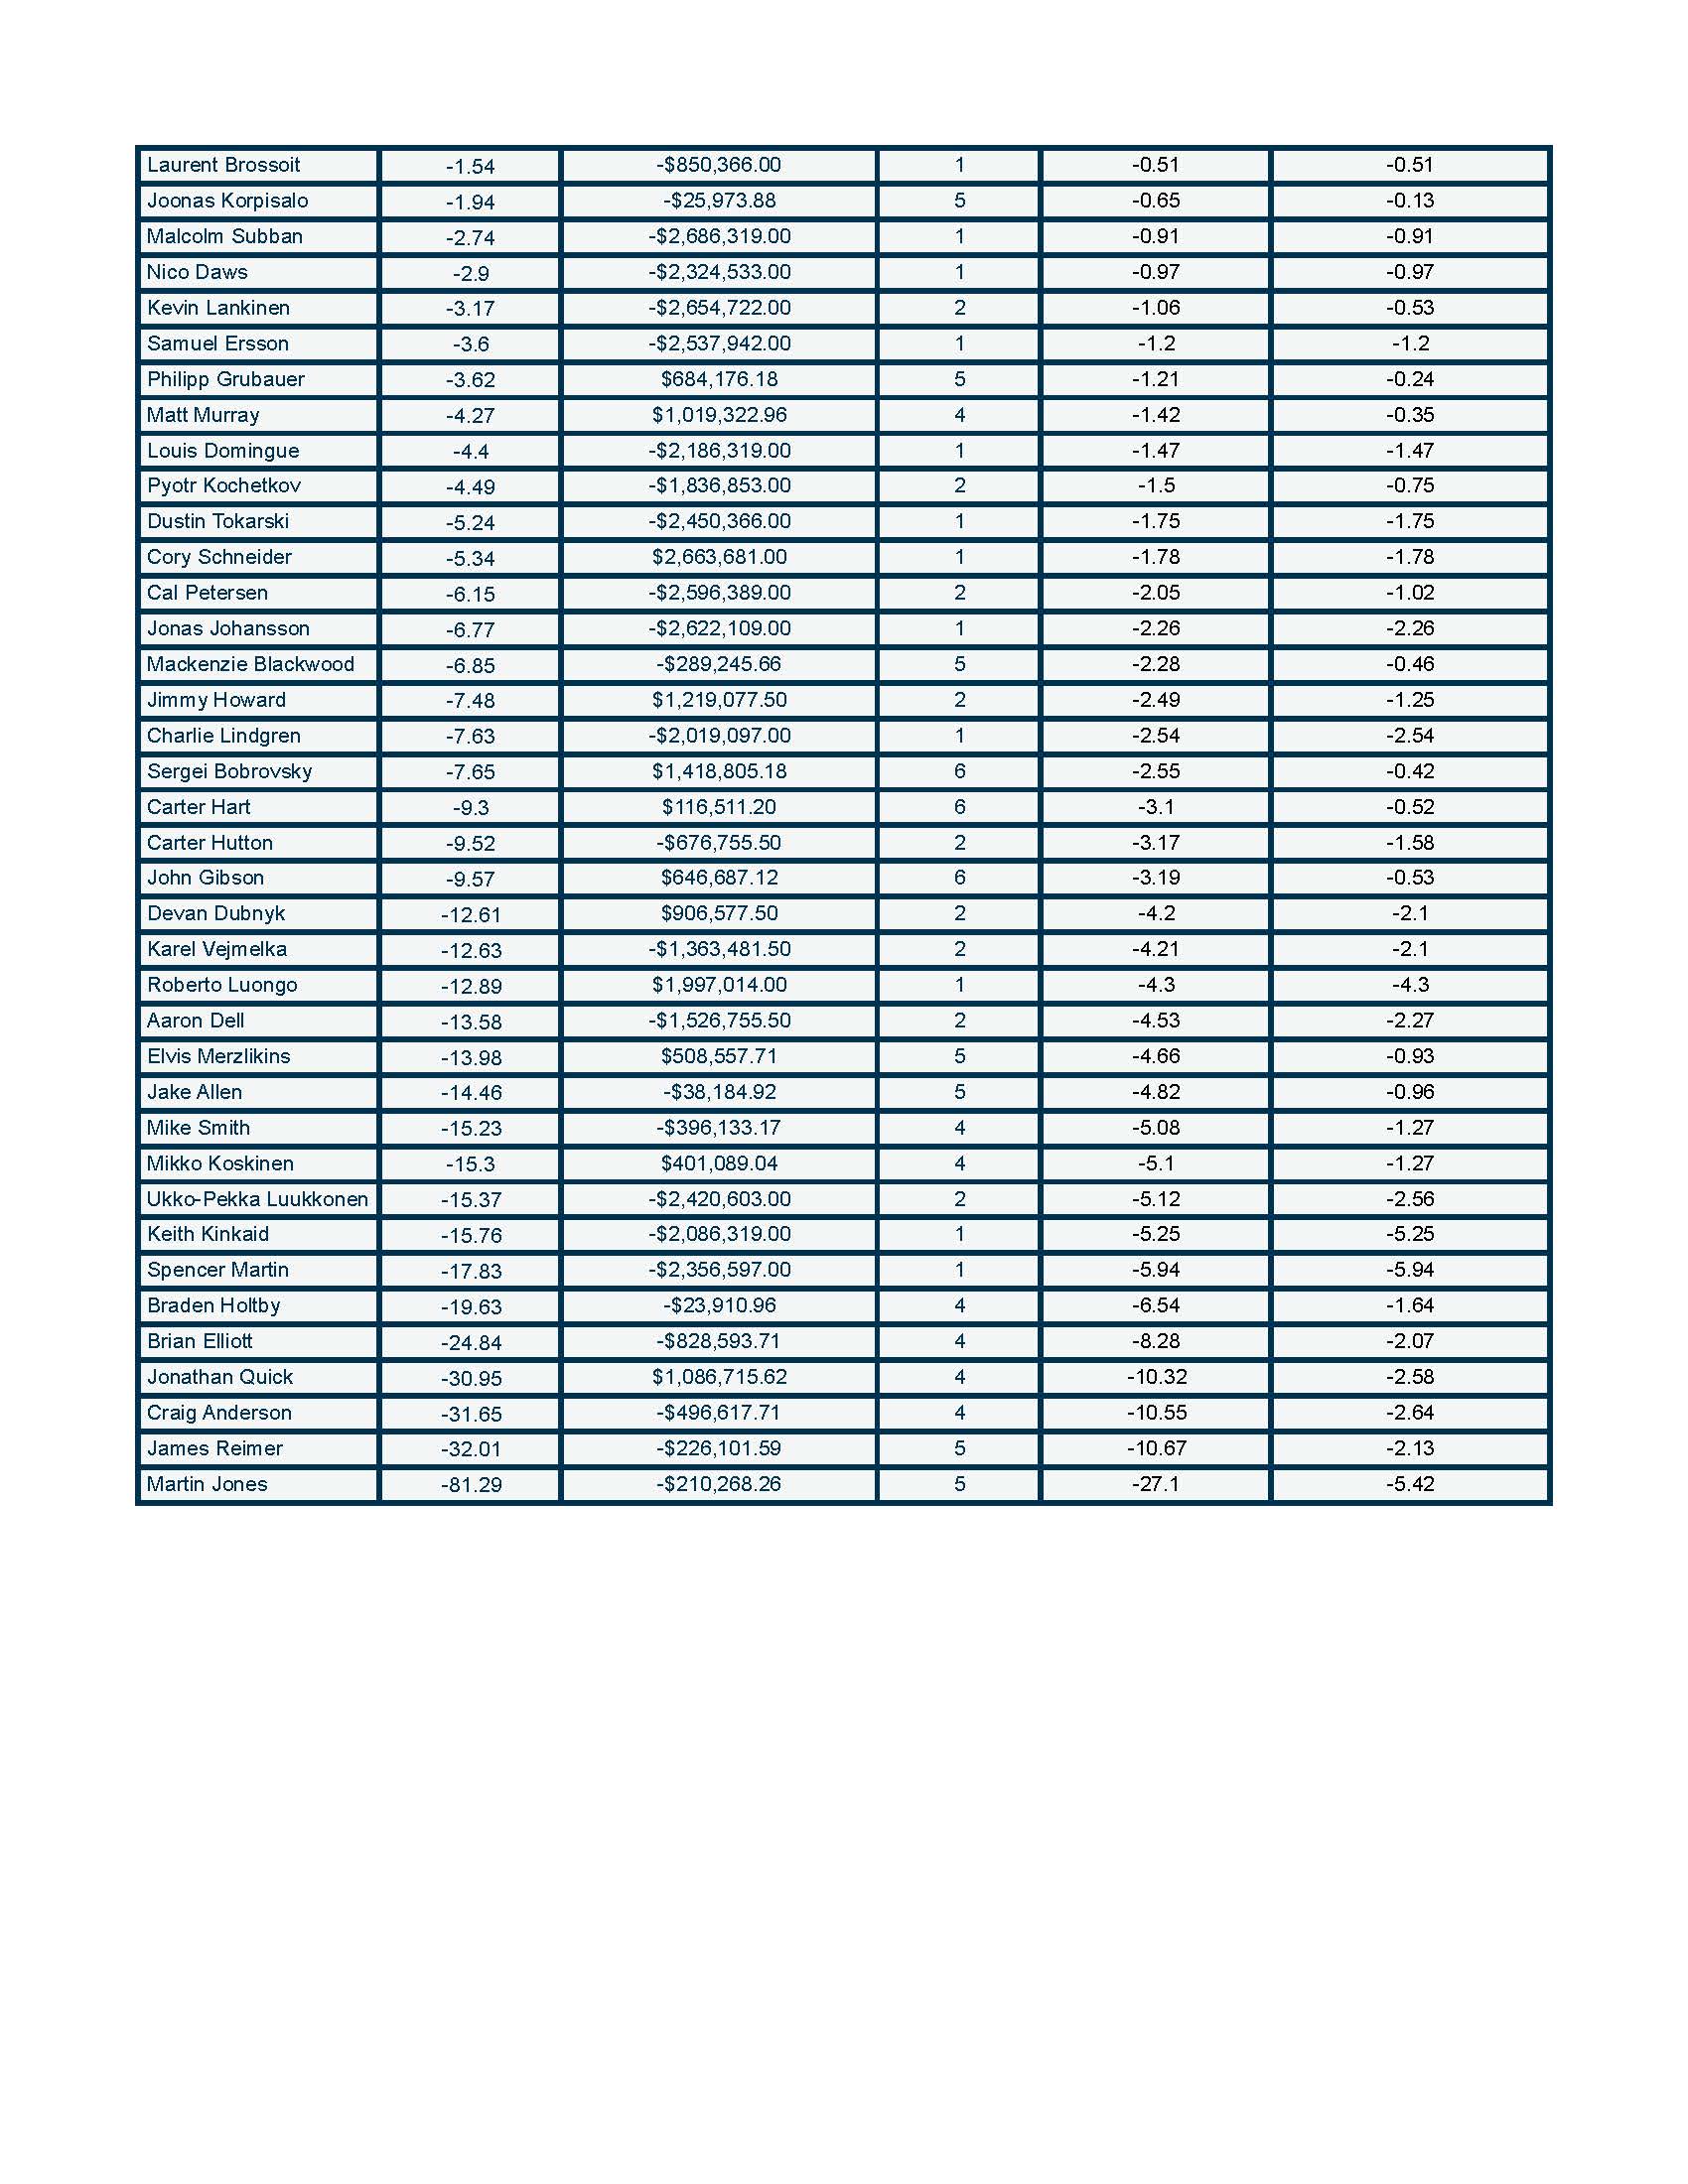 Laurent Brossoit -1.54 -$850,366.00 1 -0.51 -0.51
Joonas Korpisalo -1.94 -$25,973.88 5 -0.65 -0.13
Malcolm Subban -2.74 -$2,686,319.00 1 -0.91 -0.91
Nico Daws -2.9 -$2,324,533.00 1 -0.97 -0.97
Kevin Lankinen -3.17 -$2,654,722.00 2 -1.06 -0.53
Samuel Ersson -3.6 -$2,537,942.00 1 -1.2 -1.2
Philipp Grubauer -3.62 $684,176.18 5 -1.21 -0.24
Matt Murray -4.27 $1,019,322.96 4 -1.42 -0.35
Louis Domingue -4.4 -$2,186,319.00 1 -1.47 -1.47
Pyotr Kochetkov -4.49 -$1,836,853.00 2 -1.5 -0.75
Dustin Tokarski -5.24 -$2,450,366.00 1 -1.75 -1.75
Cory Schneider -5.34 $2,663,681.00 1 -1.78 -1.78
Cal Petersen -6.15 -$2,596,389.00 2 -2.05 -1.02
Jonas Johansson -6.77 -$2,622,109.00 1 -2.26 -2.26
Mackenzie Blackwood -6.85 -$289,245.66 5 -2.28 -0.46
Jimmy Howard -7.48 $1,219,077.50 2 -2.49 -1.25
Charlie Lindgren -7.63 -$2,019,097.00 1 -2.54 -2.54
Sergei Bobrovsky -7.65 $1,418,805.18 6 -2.55 -0.42
Carter Hart -9.3 $116,511.20 6 -3.1 -0.52
Carter Hutton -9.52 -$676,755.50 2 -3.17 -1.58
John Gibson -9.57 $646,687.12 6 -3.19 -0.53
Devan Dubnyk -12.61 $906,577.50 2 -4.2 -2.1
Karel Vejmelka -12.63 -$1,363,481.50 2 -4.21 -2.1
Roberto Luongo -12.89 $1,997,014.00 1 -4.3 -4.3
Aaron Dell -13.58 -$1,526,755.50 2 -4.53 -2.27
Elvis Merzlikins -13.98 $508,557.71 5 -4.66 -0.93
Jake Allen -14.46 -$38,184.92 5 -4.82 -0.96
Mike Smith -15.23 -$396,133.17 4 -5.08 -1.27
Mikko Koskinen -15.3 $401,089.04 4 -5.1 -1.27
Ukko-Pekka Luukkonen -15.37 -$2,420,603.00 2 -5.12 -2.56
Keith Kinkaid -15.76 -$2,086,319.00 1 -5.25 -5.25
Spencer Martin -17.83 -$2,356,597.00 1 -5.94 -5.94
Braden Holtby -19.63 -$23,910.96 4 -6.54 -1.64
Brian Elliott -24.84 -$828,593.71 4 -8.28 -2.07
Jonathan Quick -30.95 $1,086,715.62 4 -10.32 -2.58
Craig Anderson -31.65 -$496,617.71 4 -10.55 -2.64
James Reimer -32.01 -$226,101.59 5 -10.67 -2.13
Martin Jones -81.29 -$210,268.26 5 -27.1 -5.42